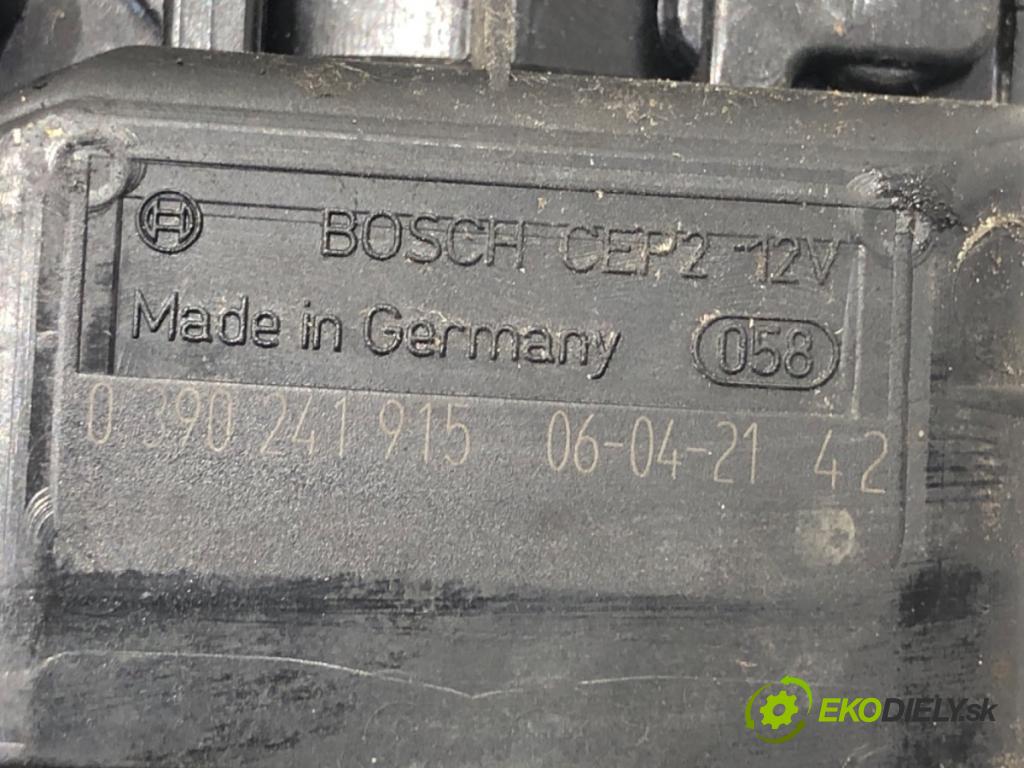 BOSCH CEP2 12V
Made in Germany 058
0 390 241 915 06-04-21 42
EKODIELY.sk